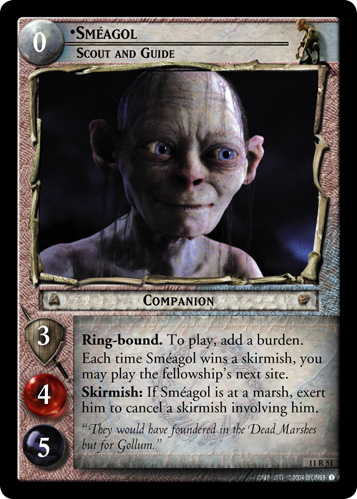 0
•Sméagol
Scout and Guide
Companion
3
4
5
Ring-bound. To play, add a burden.
Each time Sméagol wins a skirmish, you
may play the fellowship's next site.
Skirmish: If Sméagol is at a marsh, exert
him to cancel a skirmish involving him.
"They would have foundered in the Dead Marshes
but for Gollum."
11 R 51